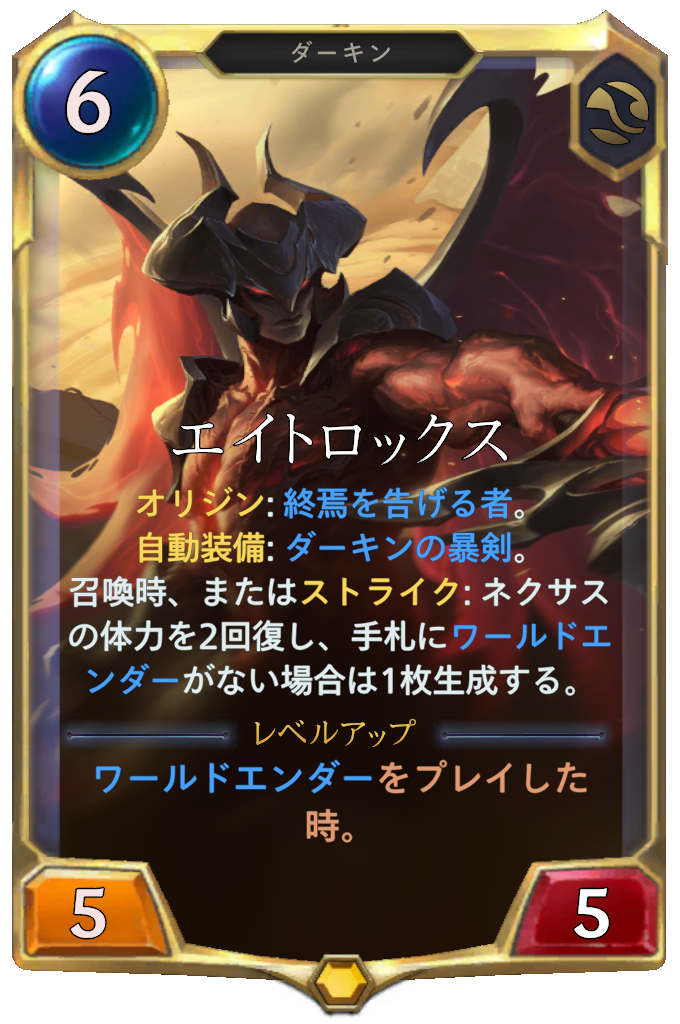 ダーキン
6
エイトロックス
オリジン: 終焉を告げる者。
自動装備: ダーキンの暴剣。
召喚時、またはストライク: ネクサス
の体力を2回復し、手札にワールドエ
ンダーがない場合は1枚生成する。
レベルアップ
ワールドエンダーをプレイした
時。
5
5